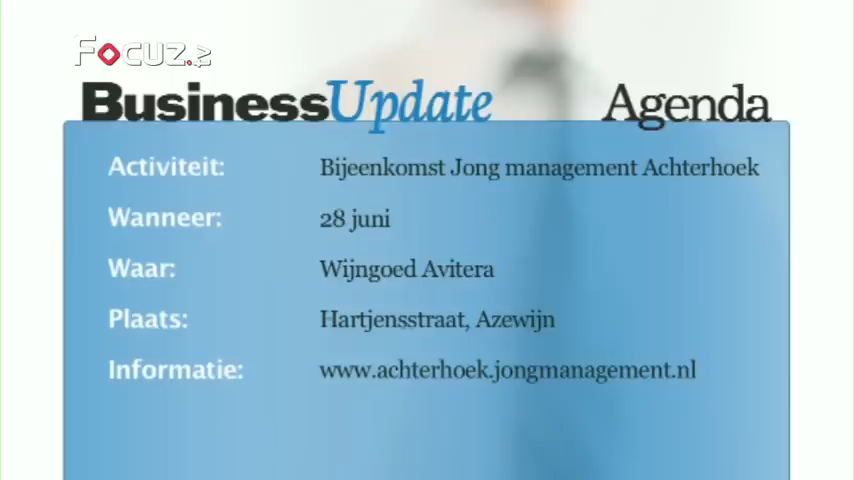 FOCUZ.TV
BusinessUpdate Agenda
Activiteit: Bijeenkomst Jong management Achterhoek
Wanneer: 28 juni
Waar: Wijngoed Avitera
Plaats: Hartjensstraat, Azewijn
Informatie: www.achterhoek.jongmanagement.nl